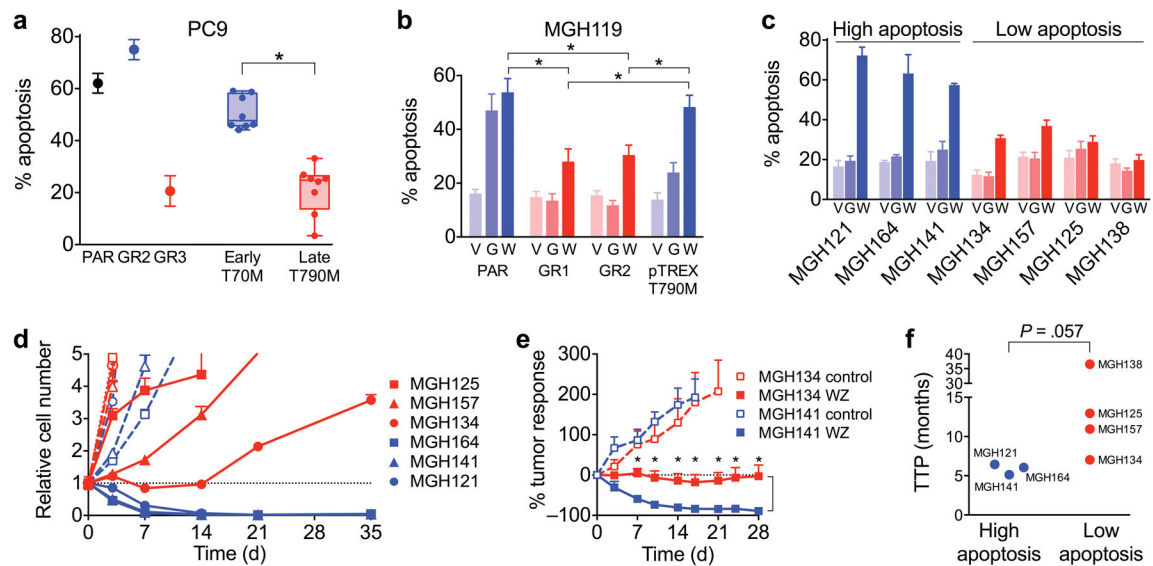 a
PC9
% apoptosis
80
60
40
20
0
*
PAR GR2 GR3
Early
T70M
Late
T790M
b
MGH119
% apoptosis
60
40
20
0
*
*
*
*
V G W
V G W
V G W
V G W
PAR
GR1
GR2
pTREX
T790M
c
High apoptosis
Low apoptosis
% apoptosis
80
60
40
20
0
VGW
VGW
VGW
VGW
VGW
VGW
VGW
MGH121
MGH164
MGH141
MGH134
MGH157
MGH125
MGH138
d
Relative cell number
5
4
3
2
1
0
0 7 14 21 28 35
Time (d)
MGH125
MGH157
MGH134
MGH164
MGH141
MGH121
e
% tumor response
300
200
100
0
–100
* * * * * * *
0 7 14 21 28
Time (d)
MGH134 control
MGH134 WZ
MGH141 control
MGH141 WZ
f
P = .057
TTP (months)
40
35
30
15
10
5
0
MGH138
MGH125
MGH157
MGH134
MGH121
MGH141
MGH164
High
apoptosis
Low
apoptosis